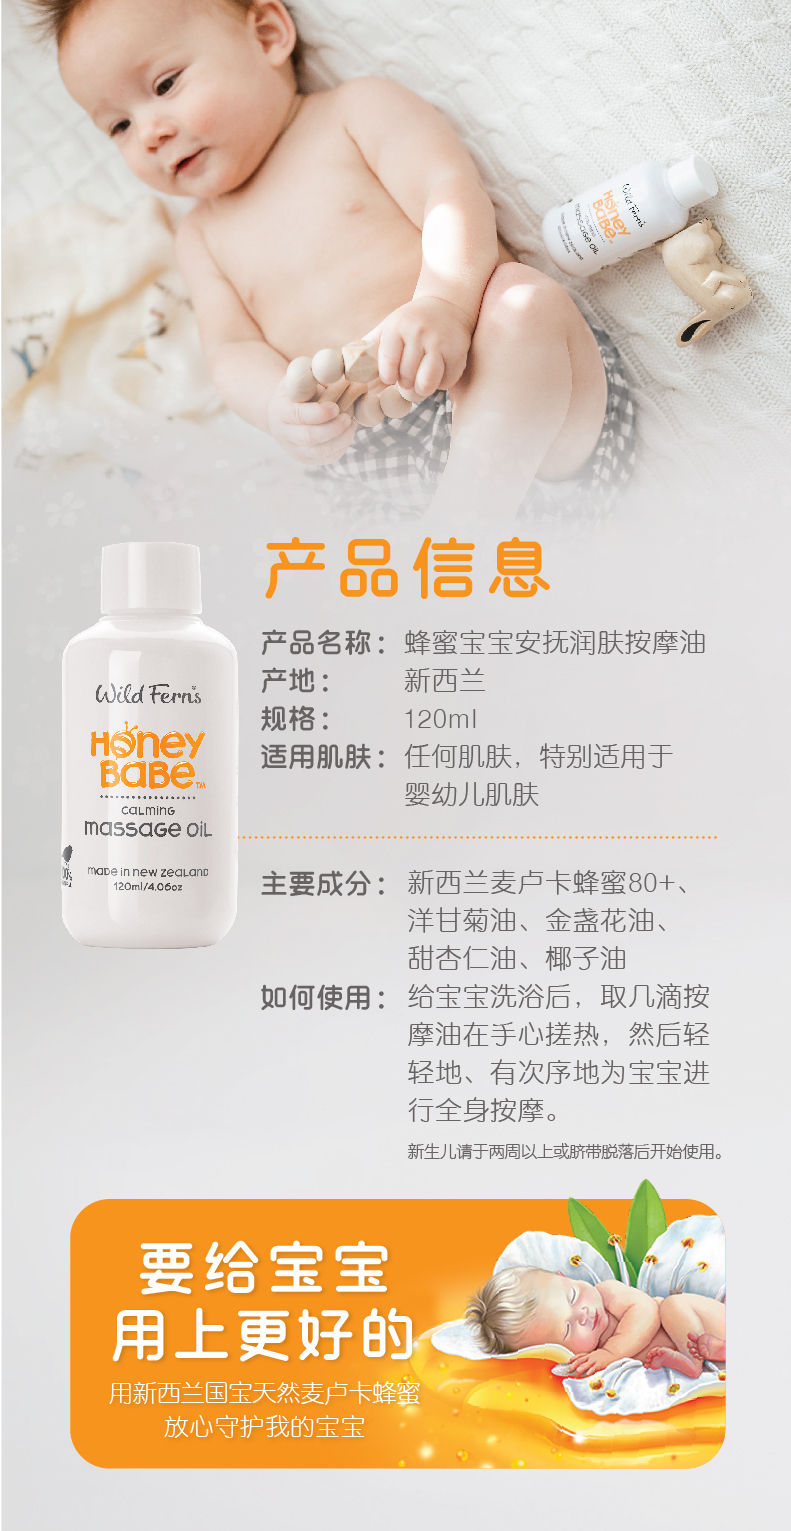 Wild Ferns
HONEY
BABE
CALMING
massage OIL
产品信息
产品名称：蜂蜜宝宝安抚润肤按摩油
产地：新西兰
规格：120ml
适用肌肤：任何肌肤，特别适用于
婴幼儿肌肤
Wild Ferns
HONEY
BABE™
CALMING
massage OIL
made in new zealand
120ml/4.06oz
主要成分：新西兰麦卢卡蜂蜜80+、
洋甘菊油、金盏花油、
甜杏仁油、椰子油
如何使用：给宝宝洗浴后，取几滴按
摩油在手心搓热，然后轻
轻地、有次序地为宝宝进
行全身按摩。
新生儿请于两周以上或脐带脱落后开始使用。
要给宝宝
用上更好的
用新西兰国宝天然麦卢卡蜂蜜
放心守护我的宝宝